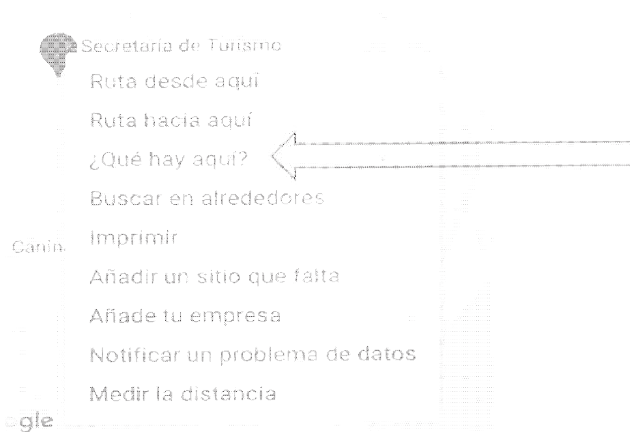 Secretaría de Turismo
Ruta desde aquí
Ruta hacia aquí
¿Qué hay aquí?
Buscar en alrededores
Canin
Imprimir
Añadir un sitio que falta
Añade tu empresa
Notificar un problema de datos
Medir la distancia
gle